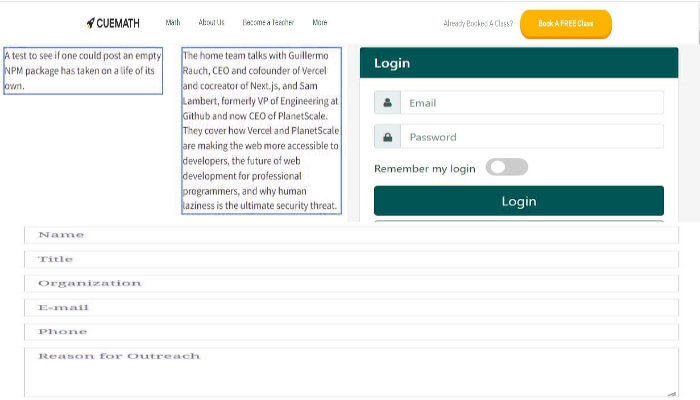 CUEMATH Math About Us Become a Teacher More Already Booked A Class? Book A FREE Class
A test to see if one could post an empty
NPM package has taken on a life of its
own.
The home team talks with Guillermo
Rauch, CEO and cofounder of Vercel
and cocreator of Next.js, and Sam
Lambert, formerly VP of Engineering at
Github and now CEO of PlanetScale.
They cover how Vercel and PlanetScale
are making the web more accessible to
developers, the future of web
development for professional
programmers, and why human
laziness is the ultimate security threat.
Login
Email
Password
Remember my login
Login
Name
Title
Organization
E-mail
Phone
Reason for Outreach